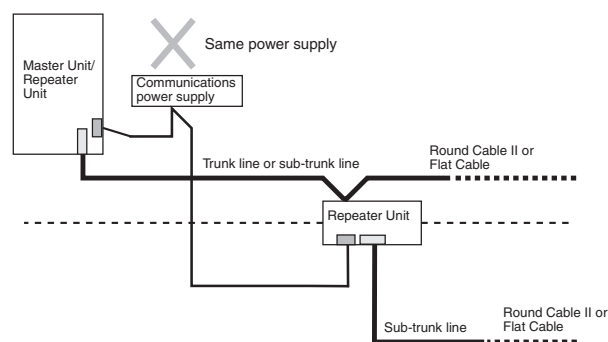 Same power supply
Master Unit/
Repeater
Unit
Communications
power supply
Trunk line or sub-trunk line
Round Cable II or
Flat Cable
Repeater Unit
Sub-trunk line
Round Cable II or
Flat Cable